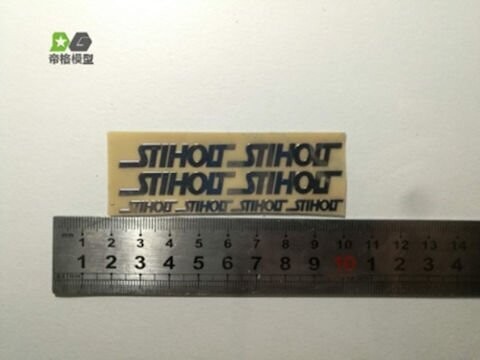 DG
帝格模型
STIHOLT STIHOLT
STIHOLT STIHOLT
STIHOLT STIHOLT STIHOLT STIHOLT
1 2 3 4 5 6 7 8 9 10 11 12 13 14
1 2 3 4 5 6 7 8 9 10 1 2 3 4